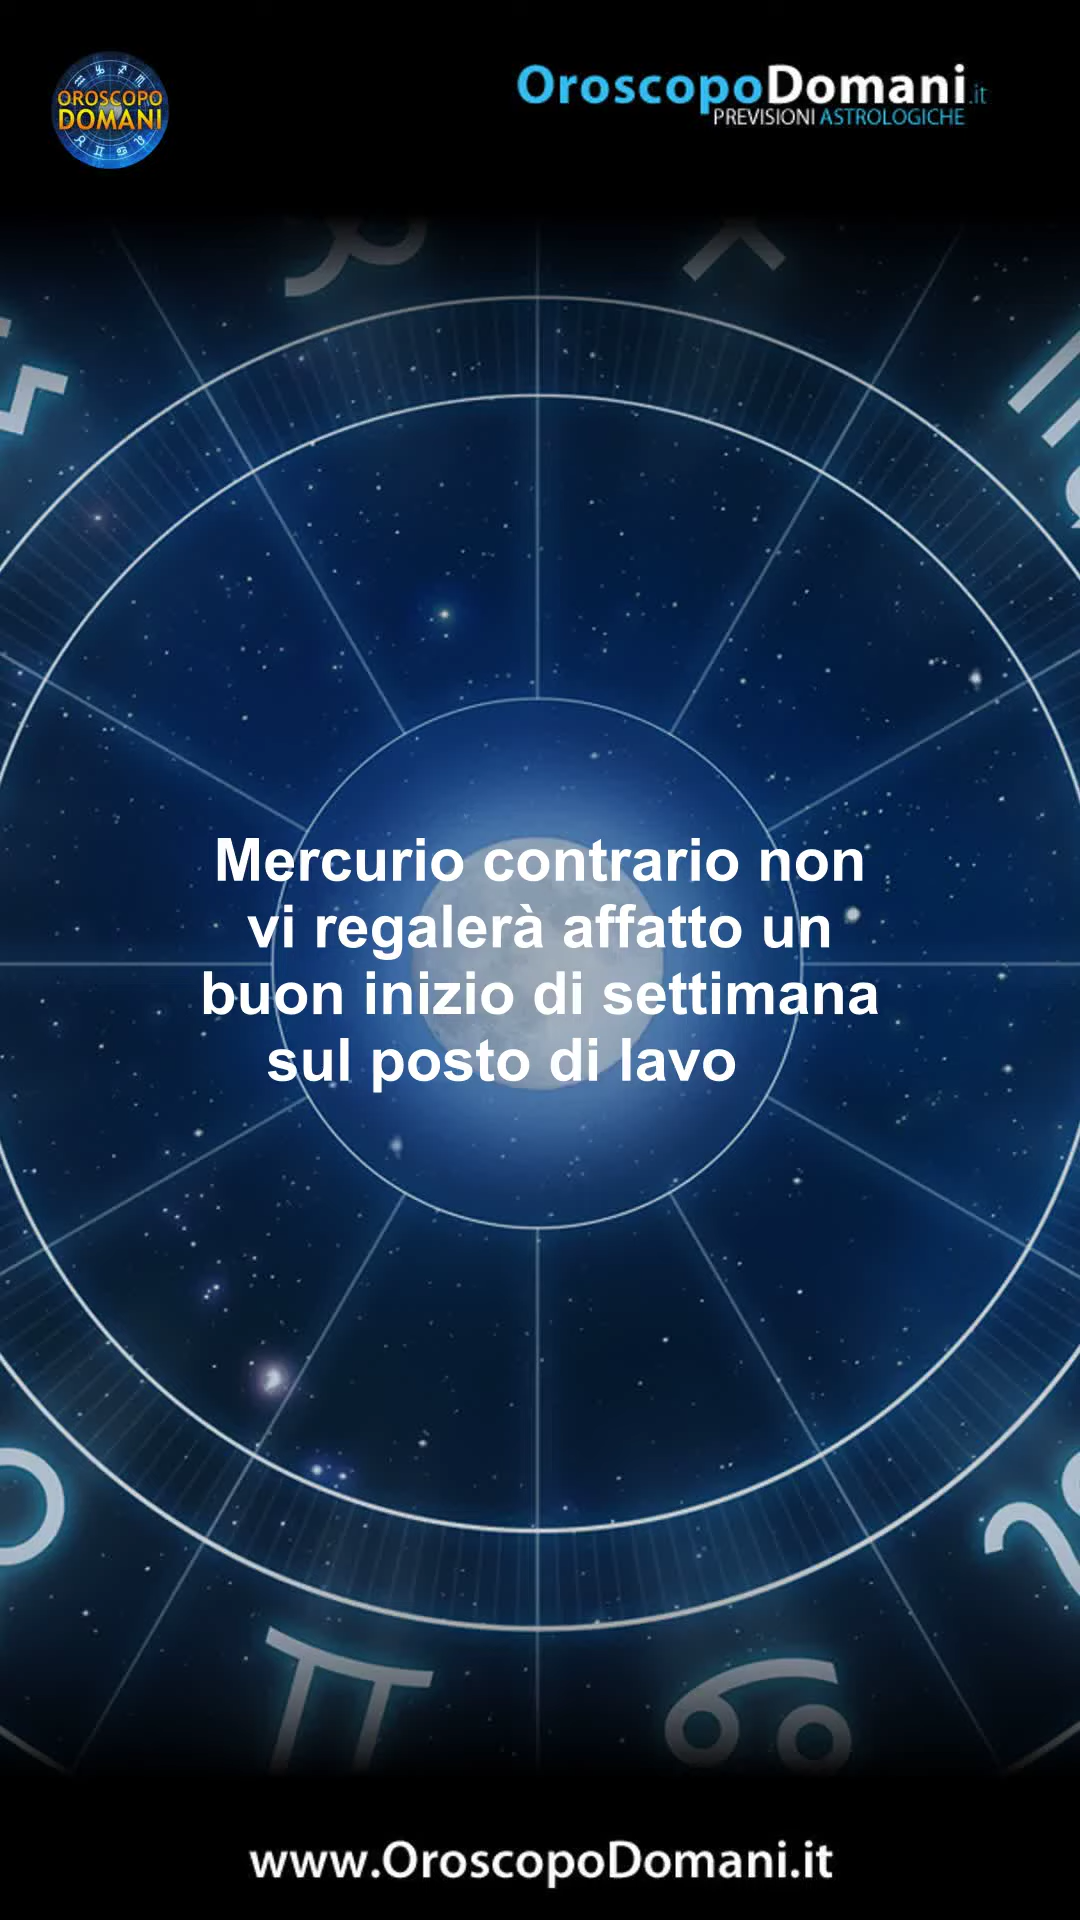 OROSCOPO
DOMANI
OroscopoDomani.it
PREVISIONI ASTROLOGICHE
Mercurio contrario non
vi regalerà affatto un
buon inizio di settimana
sul posto di lavo
www.OroscopoDomani.it